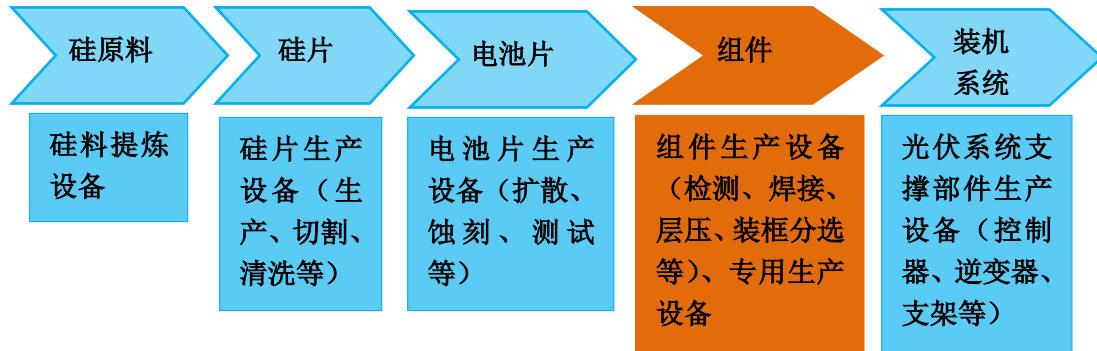 硅原料
硅片
电池片
组件
装机
系统
硅料提炼
设备
硅片生产
设备（生
产、切割、
清洗等）
电池片生产
设备（扩散、
蚀刻、测试
等）
组件生产设备
（检测、焊接、
层压、装框分选
等）、专用生产
设备
光伏系统支
撑部件生产
设备（控制
器、逆变器、
支架等）